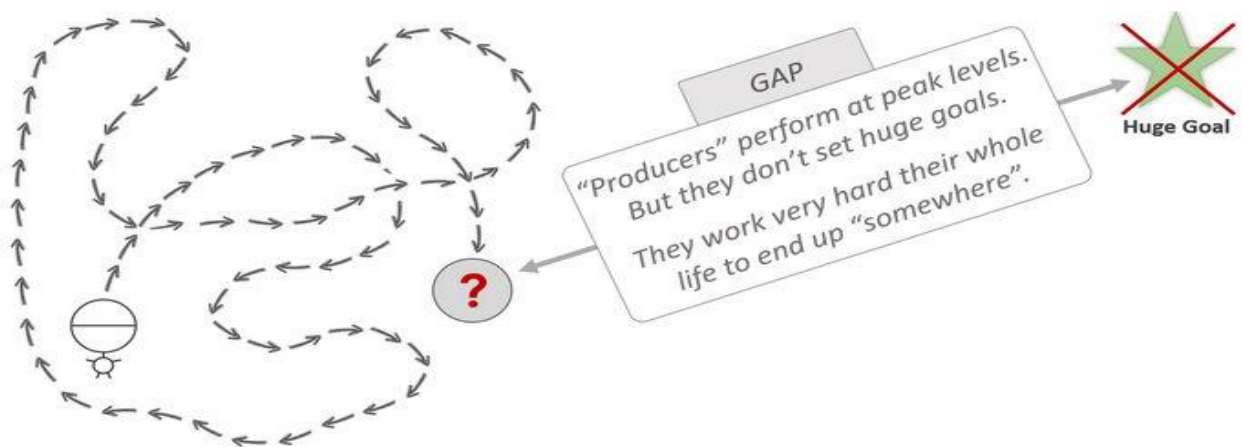 GAP
“Producers” perform at peak levels.
But they don’t set huge goals.
They work very hard their whole
life to end up “somewhere”.
Huge Goal
?